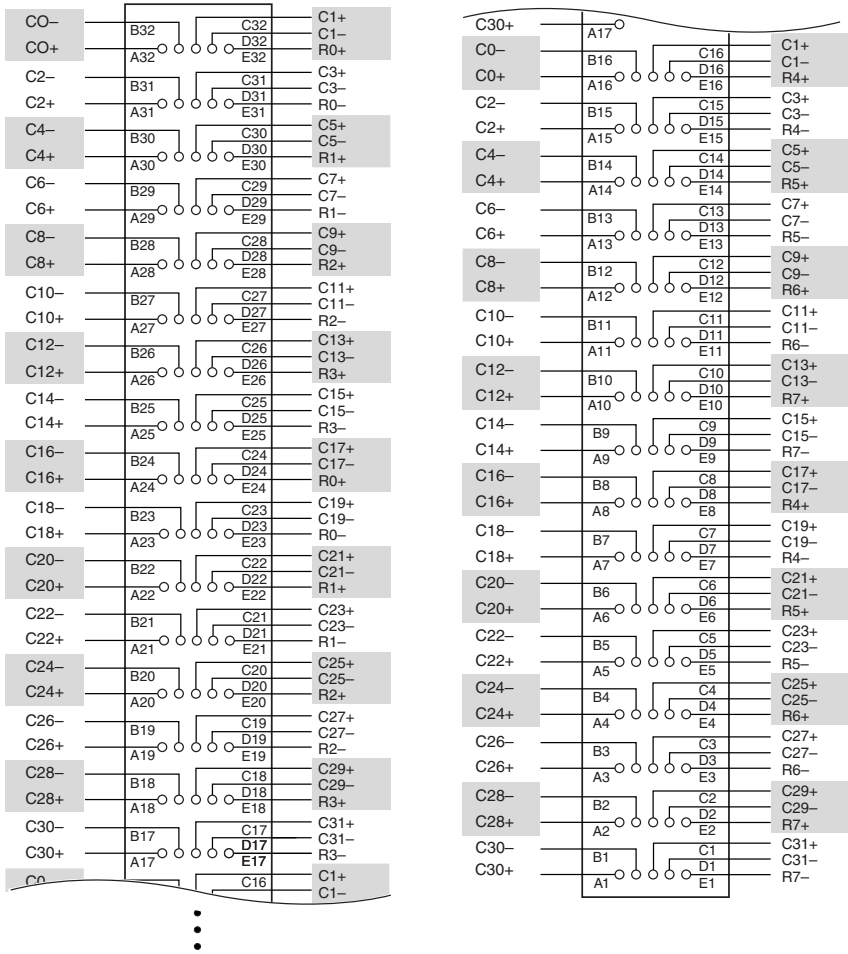 CO– C32 C1+
B32 D32 C1–
CO+ A32 E32 R0+
C2– C31 C3+
B31 D31 C3–
C2+ A31 E31 R0–
C4– C30 C5+
B30 D30 C5–
C4+ A30 E30 R1+
C6– C29 C7+
B29 D29 C7–
C6+ A29 E29 R1–
C8– C28 C9+
B28 D28 C9–
C8+ A28 E28 R2+
C10– C27 C11+
B27 D27 C11–
C10+ A27 E27 R2–
C12– C26 C13+
B26 D26 C13–
C12+ A26 E26 R3+
C14– C25 C15+
B25 D25 C15–
C14+ A25 E25 R3–
C16– C24 C17+
B24 D24 C17–
C16+ A24 E24 R0+
C18– C23 C19+
B23 D23 C19–
C18+ A23 E23 R0–
C20– C22 C21+
B22 D22 C21–
C20+ A22 E22 R1+
C22– C21 C23+
B21 D21 C23–
C22+ A21 E21 R1–
C24– C20 C25+
B20 D20 C25–
C24+ A20 E20 R2+
C26– C19 C27+
B19 D19 C27–
C26+ A19 E19 R2–
C28– C18 C29+
B18 D18 C29–
C28+ A18 E18 R3+
C30– C17 C31+
B17 D17 C31–
C30+ A17 E17 R3–
C16 C1+
C1–
C30+ A17
C0– C16 C1+
B16 D16 C1–
C0+ A16 E16 R4+
C2– C15 C3+
B15 D15 C3–
C2+ A15 E15 R4–
C4– C14 C5+
B14 D14 C5–
C4+ A14 E14 R5+
C6– C13 C7+
B13 D13 C7–
C6+ A13 E13 R5–
C8– C12 C9+
B12 D12 C9–
C8+ A12 E12 R6+
C10– C11 C11+
B11 D11 C11–
C10+ A11 E11 R6–
C12– C10 C13+
B10 D10 C13–
C12+ A10 E10 R7+
C14– C9 C15+
B9 D9 C15–
C14+ A9 E9 R7–
C16– C8 C17+
B8 D8 C17–
C16+ A8 E8 R4+
C18– C7 C19+
B7 D7 C19–
C18+ A7 E7 R4–
C20– C6 C21+
B6 D6 C21–
C20+ A6 E6 R5+
C22– C5 C23+
B5 D5 C23–
C22+ A5 E5 R5–
C24– C4 C25+
B4 D4 C25–
C24+ A4 E4 R6+
C26– C3 C27+
B3 D3 C27–
C26+ A3 E3 R6–
C28– C2 C29+
B2 D2 C29–
C28+ A2 E2 R7+
C30– C1 C31+
B1 D1 C31–
C30+ A1 E1 R7–